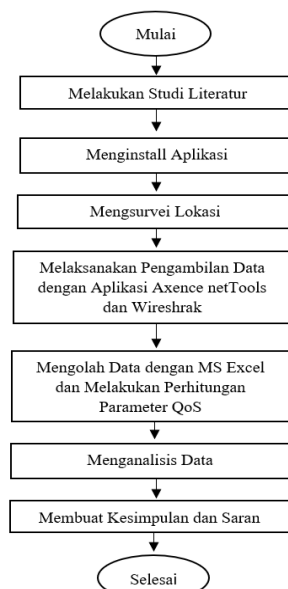 Mulai
Melakukan Studi Literatur
Menginstall Aplikasi
Mengsurvei Lokasi
Melaksanakan Pengambilan Data
dengan Aplikasi Axence netTools
dan Wireshrak
Mengolah Data dengan MS Excel
dan Melakukan Perhitungan
Parameter QoS
Menganalisis Data
Membuat Kesimpulan dan Saran
Selesai